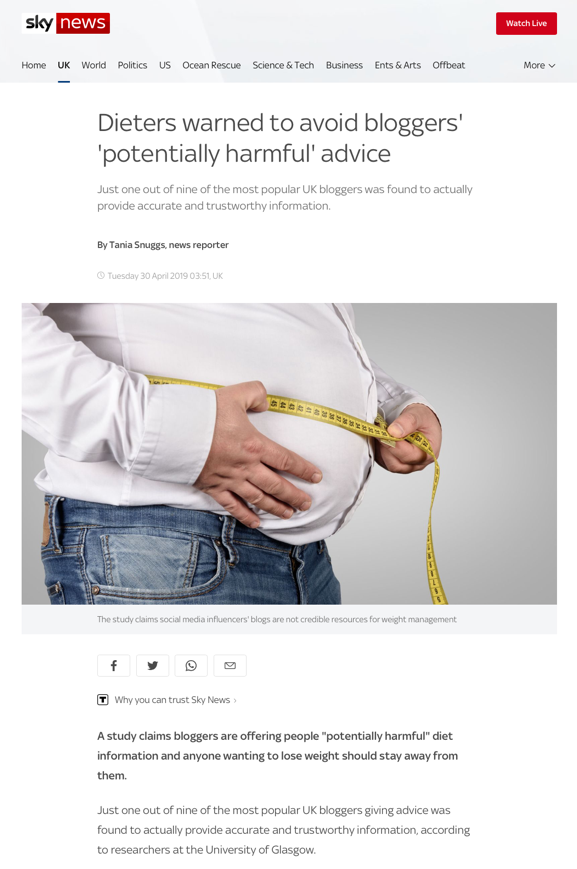 sky news
Watch Live
Home UK World Politics US Ocean Rescue Science & Tech Business Ents & Arts Offbeat More
Dieters warned to avoid bloggers'
'potentially harmful' advice
Just one out of nine of the most popular UK bloggers was found to actually
provide accurate and trustworthy information.
By Tania Snuggs, news reporter
Tuesday 30 April 2019 03:51, UK
The study claims social media influencers' blogs are not credible resources for weight management
Why you can trust Sky News
A study claims bloggers are offering people "potentially harmful" diet
information and anyone wanting to lose weight should stay away from
them.
Just one out of nine of the most popular UK bloggers giving advice was
found to actually provide accurate and trustworthy information, according
to researchers at the University of Glasgow.